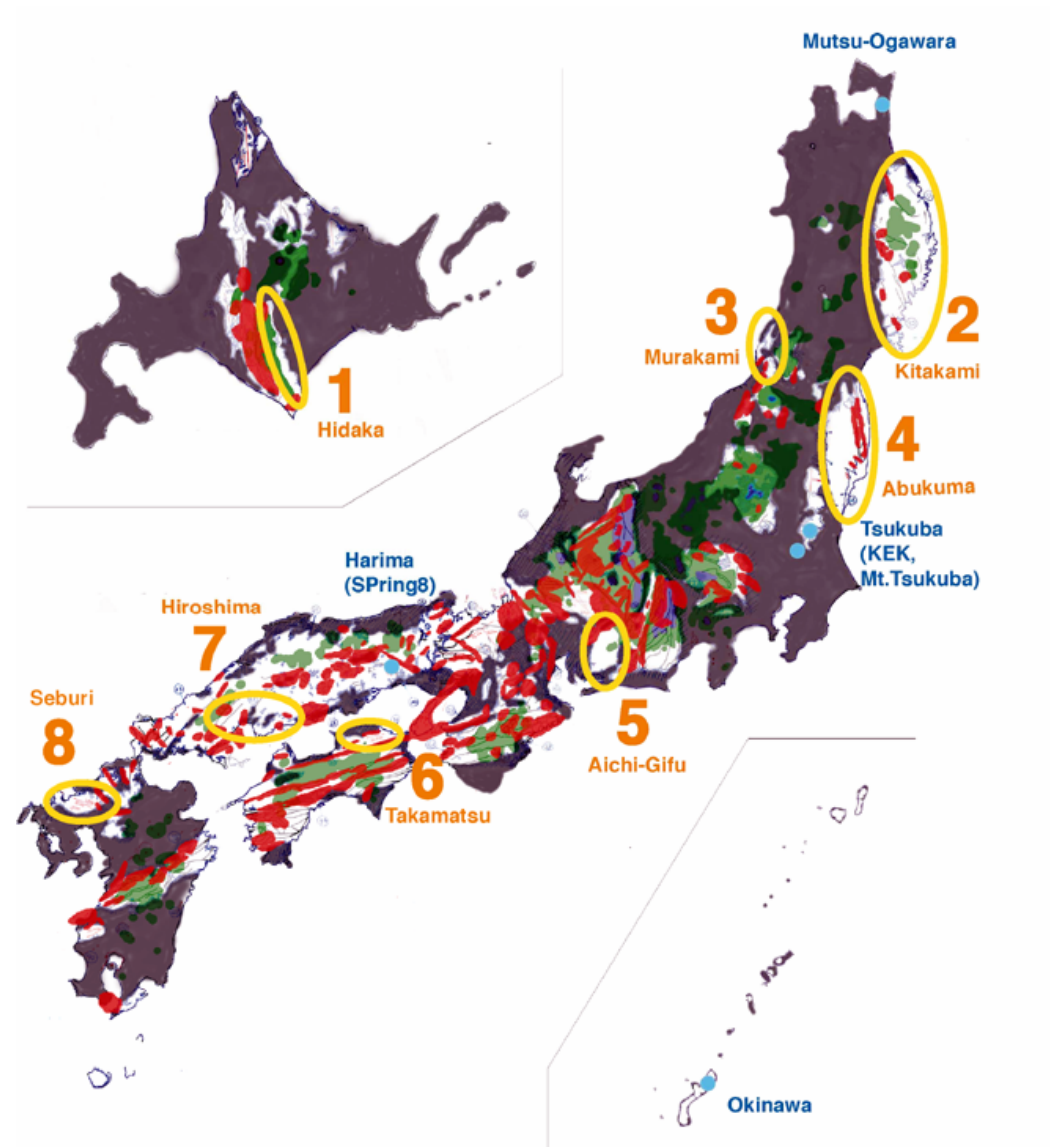 Mutsu-Ogawara
1
Hidaka
2
Kitakami
3
Murakami
4
Abukuma
Tsukuba
(KEK,
Mt.Tsukuba)
Harima
(SPring8)
Hiroshima
7
Seburi
8
5
Aichi-Gifu
6
Takamatsu
Okinawa